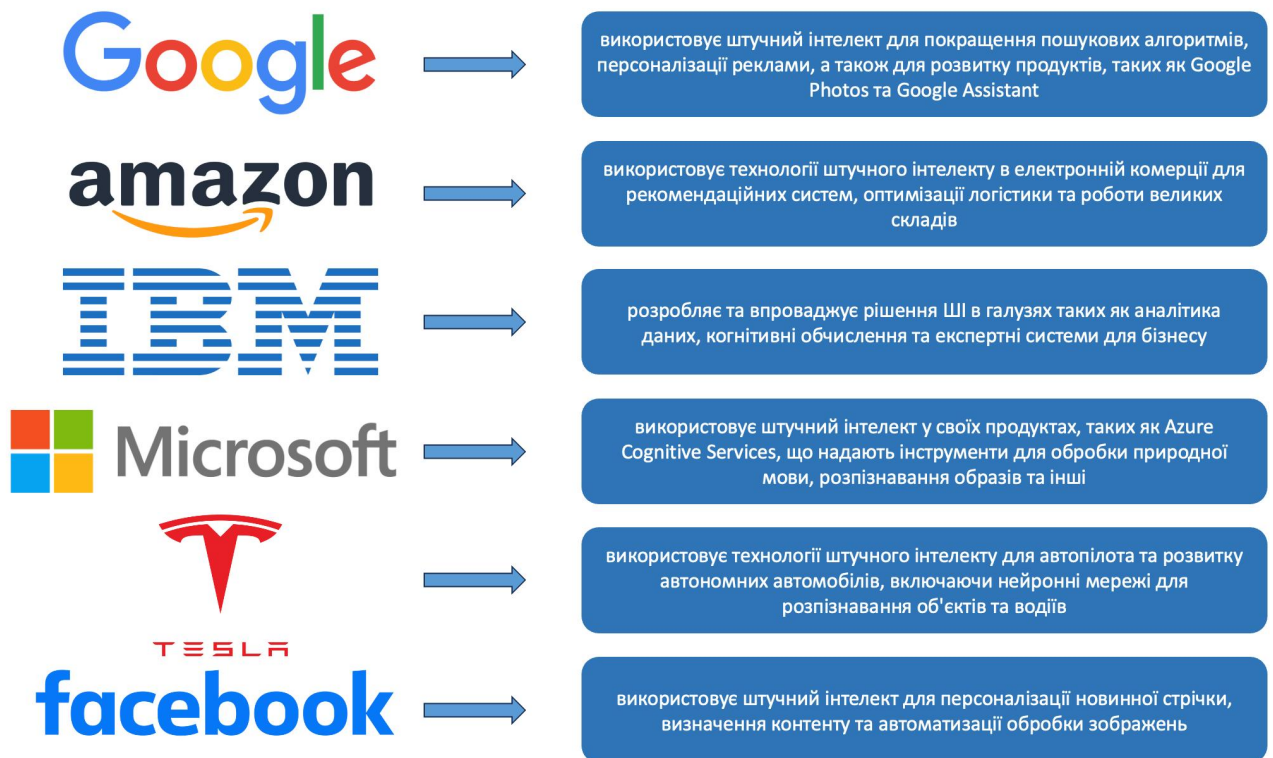 Google
використовує штучний інтелект для покращення пошукових алгоритмів,
персоналізації реклами, а також для розвитку продуктів, таких як Google
Photos та Google Assistant
amazon
використовує технології штучного інтелекту в електронній комерції для
рекомендаційних систем, оптимізації логістики та роботи великих
складів
IBM
розробляє та впроваджує рішення ШІ в галузях таких як аналітика
даних, когнітивні обчислення та експертні системи для бізнесу
Microsoft
використовує штучний інтелект у своїх продуктах, таких як Azure
Cognitive Services, що надають інструменти для обробки природної
мови, розпізнавання образів та інші
TESLA
використовує технології штучного інтелекту для автопілота та розвитку
автономних автомобілів, включаючи нейронні мережі для
розпізнавання об'єктів та водіїв
facebook
використовує штучний інтелект для персоналізації новинної стрічки,
визначення контенту та автоматизації обробки зображень